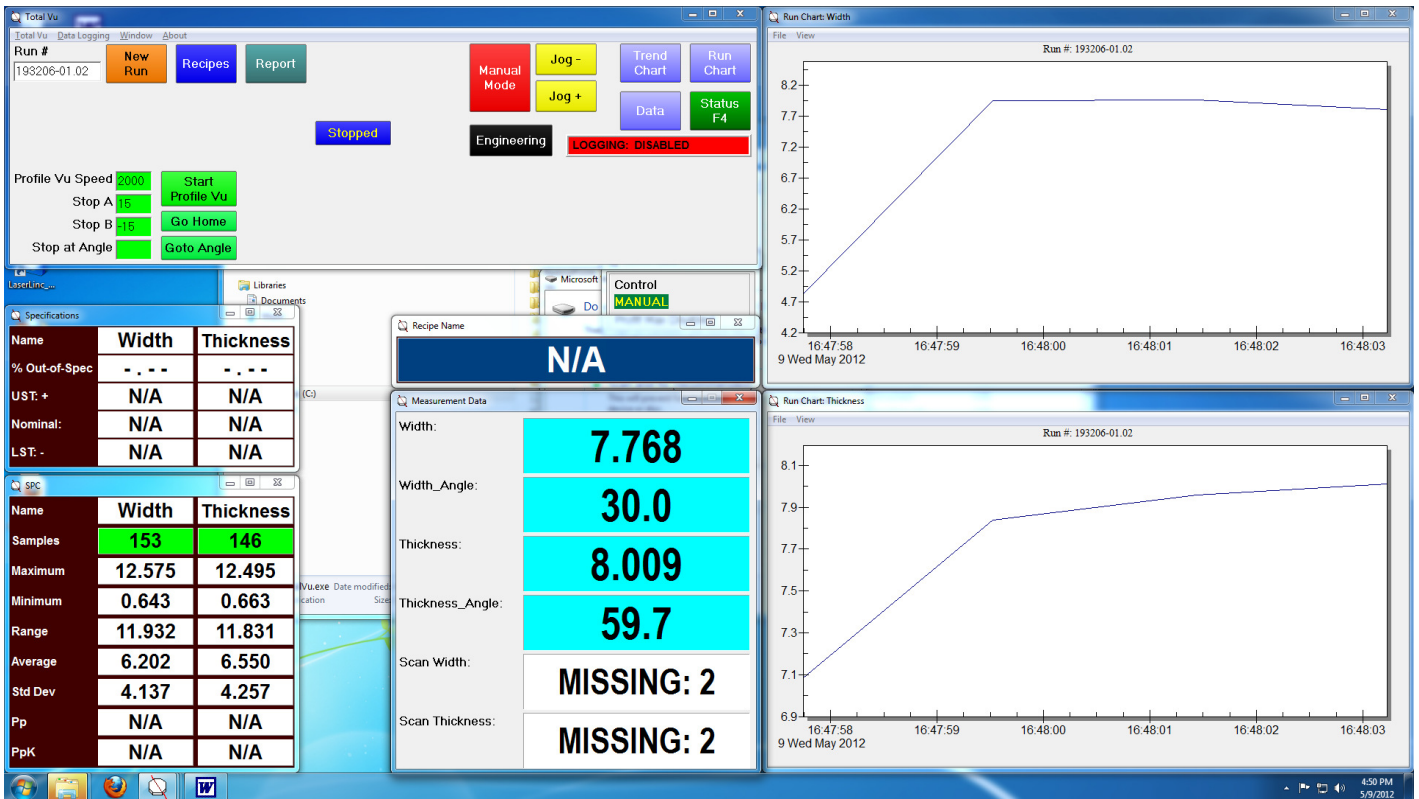 Total Vu
Total Vu Data Logging Window About
Run #
193206-01.02
New Run
Recipes
Report
Manual Mode
Jog -
Jog +
Trend Chart
Run Chart
Data
Status F4
Stopped
Engineering
LOGGING: DISABLED
Profile Vu Speed 2000
Start Profile Vu
Stop A 15
Stop B -15
Go Home
Stop at Angle
Goto Angle
LaserLinc_...
Libraries
Documents
Microsoft
Do
Control
MANUAL
(C:)
Vu.exe Date modified:
Size:
Specifications
Name Width Thickness
% Out-of-Spec -.-- -.--
UST: + N/A N/A
Nominal: N/A N/A
LST: - N/A N/A
SPC
Name Width Thickness
Samples 153 146
Maximum 12.575 12.495
Minimum 0.643 0.663
Range 11.932 11.831
Average 6.202 6.550
Std Dev 4.137 4.257
Pp N/A N/A
PpK N/A N/A
Recipe Name
N/A
Measurement Data
Width: 7.768
Width_Angle: 30.0
Thickness: 8.009
Thickness_Angle: 59.7
Scan Width: MISSING: 2
Scan Thickness: MISSING: 2
Run Chart: Width
File View
Run #: 193206-01.02
8.2
7.7
7.2
6.7
6.2
5.7
5.2
4.7
4.2
16:47:58 16:47:59 16:48:00 16:48:01 16:48:02 16:48:03
9 Wed May 2012
Run Chart: Thickness
File View
Run #: 193206-01.02
8.1
7.9
7.7
7.5
7.3
7.1
6.9
16:47:58 16:47:59 16:48:00 16:48:01 16:48:02 16:48:03
9 Wed May 2012
4:50 PM
5/9/2012